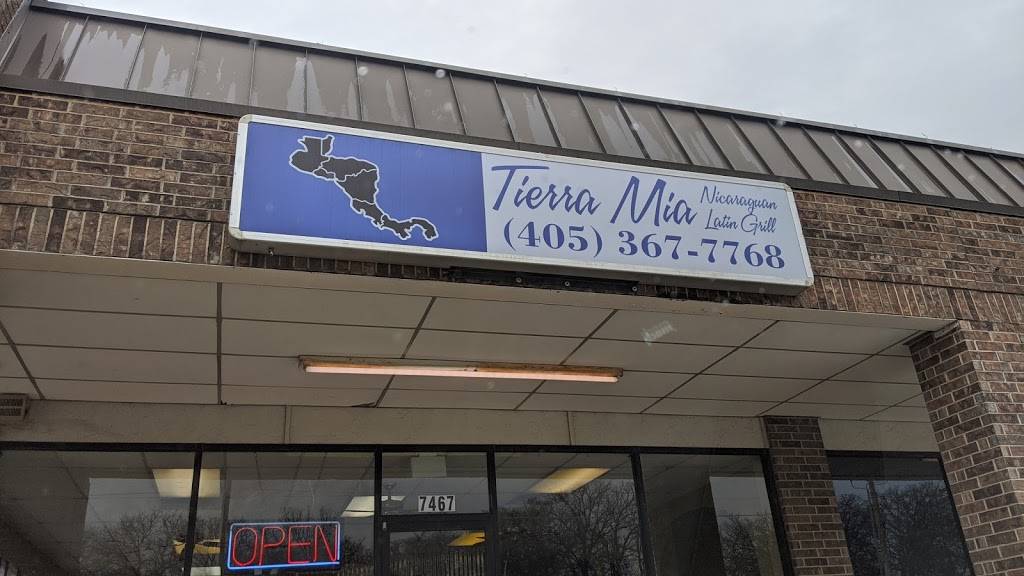 Tierra Mia Nicaraguan
Latin Grill
(405) 367-7768
7467
OPEN